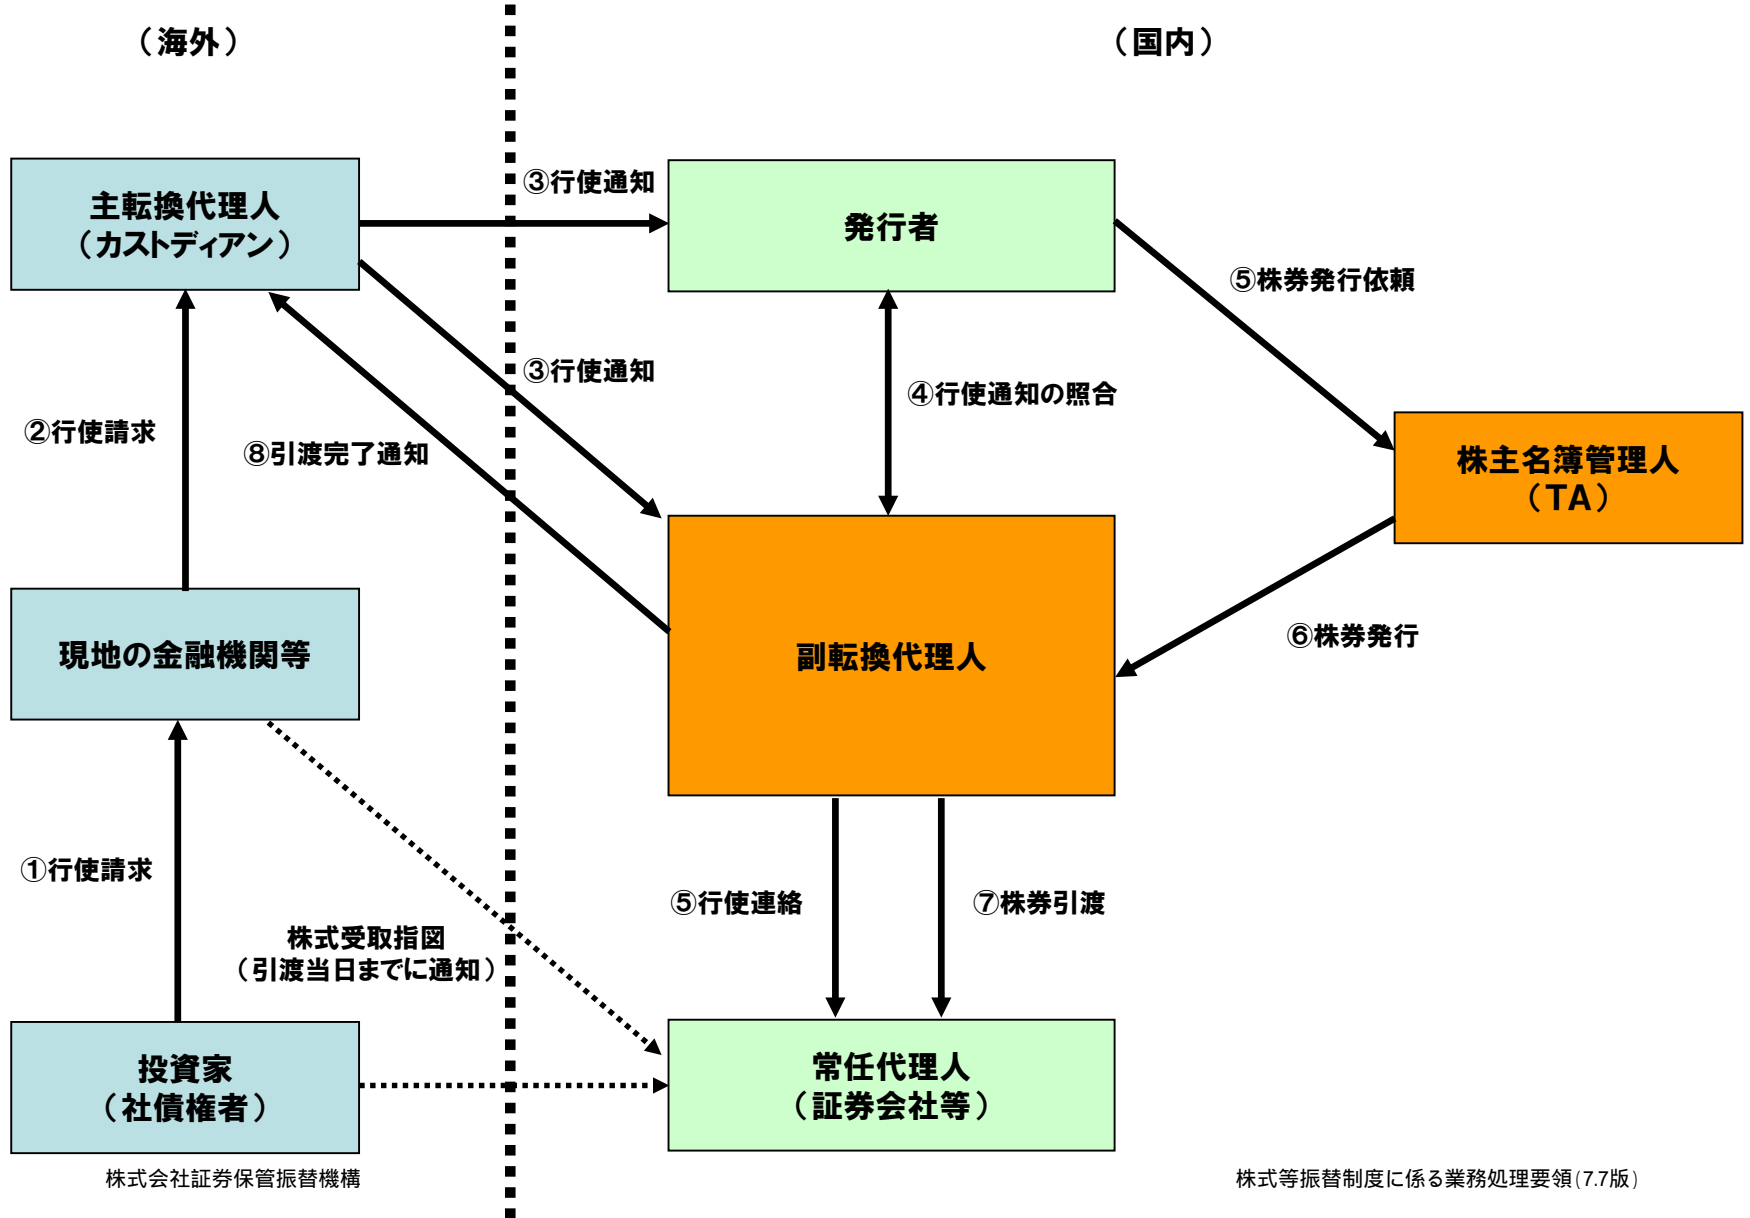 （海外）
（国内）
主転換代理人
（カストディアン）
③行使通知
発行者
⑤株券発行依頼
③行使通知
④行使通知の照合
②行使請求
⑧引渡完了通知
株主名簿管理人
（TA）
現地の金融機関等
副転換代理人
⑥株券発行
①行使請求
⑤行使連絡
⑦株券引渡
株式受取指図
（引渡当日までに通知）
投資家
（社債権者）
常任代理人
（証券会社等）
株式会社証券保管振替機構
株式等振替制度に係る業務処理要領(7.7版)